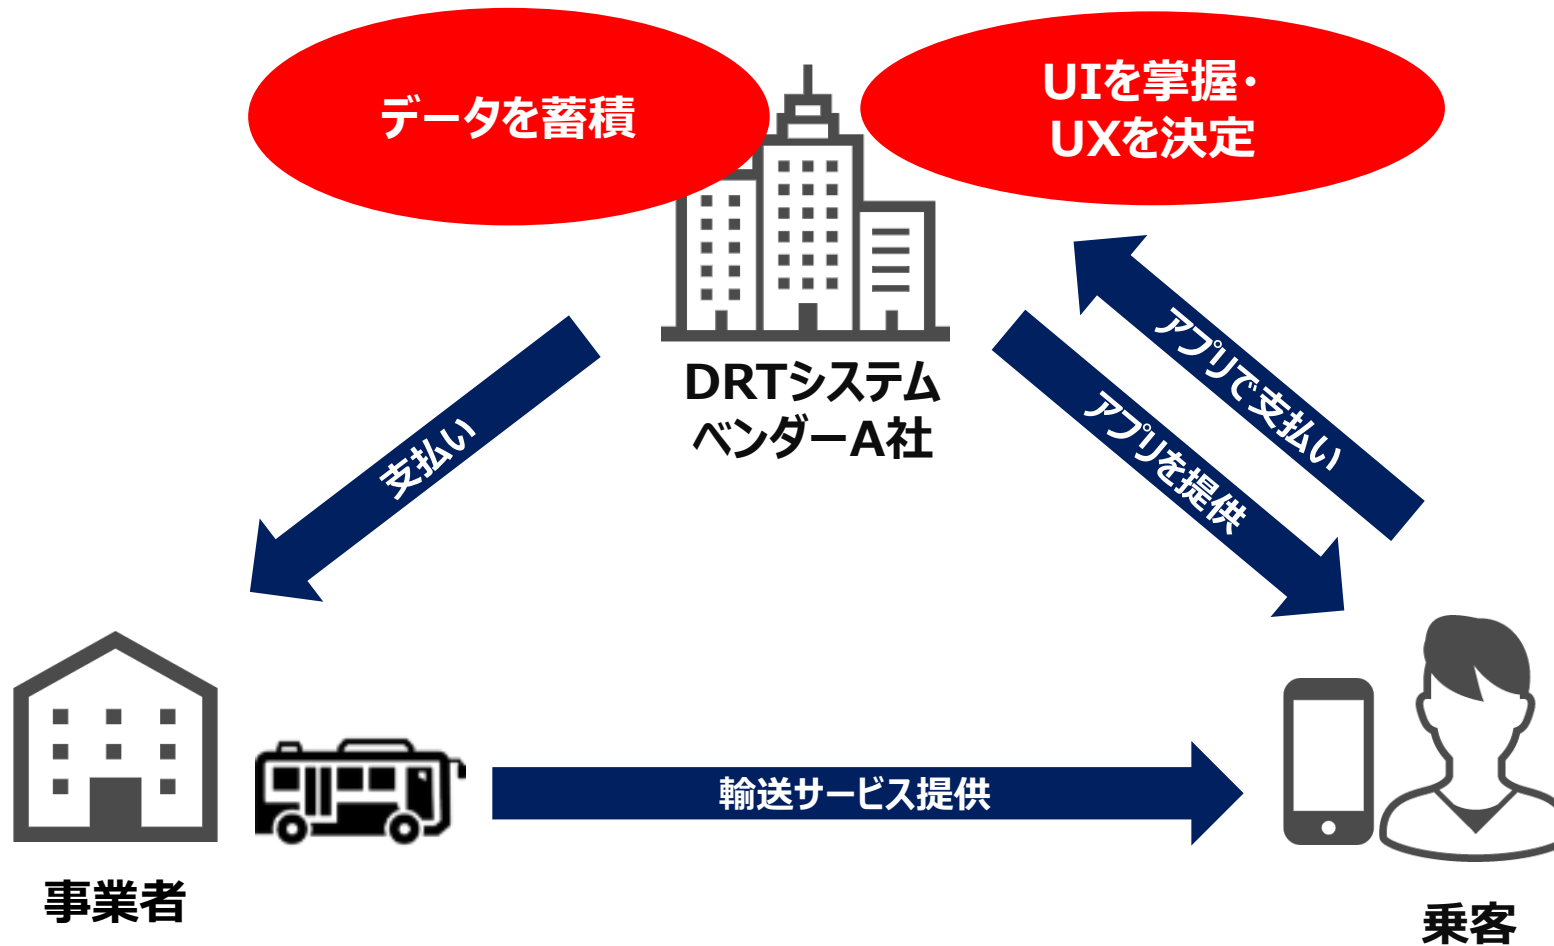 データを蓄積
UIを掌握・
UXを決定
DRTシステム
ベンダーA社
支払い
アプリで支払い
アプリを提供
輸送サービス提供
事業者
乗客